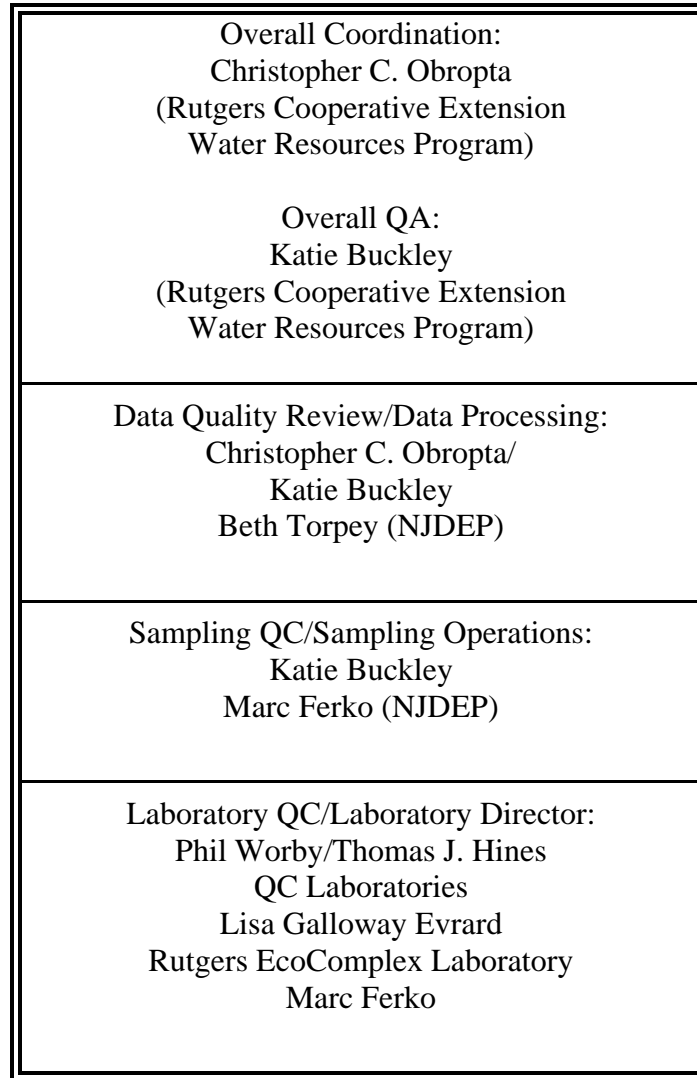 Overall Coordination:
Christopher C. Obropta
(Rutgers Cooperative Extension
Water Resources Program)
Overall QA:
Katie Buckley
(Rutgers Cooperative Extension
Water Resources Program)
Data Quality Review/Data Processing:
Christopher C. Obropta/
Katie Buckley
Beth Torpey (NJDEP)
Sampling QC/Sampling Operations:
Katie Buckley
Marc Ferko (NJDEP)
Laboratory QC/Laboratory Director:
Phil Worby/Thomas J. Hines
QC Laboratories
Lisa Galloway Evrard
Rutgers EcoComplex Laboratory
Marc Ferko